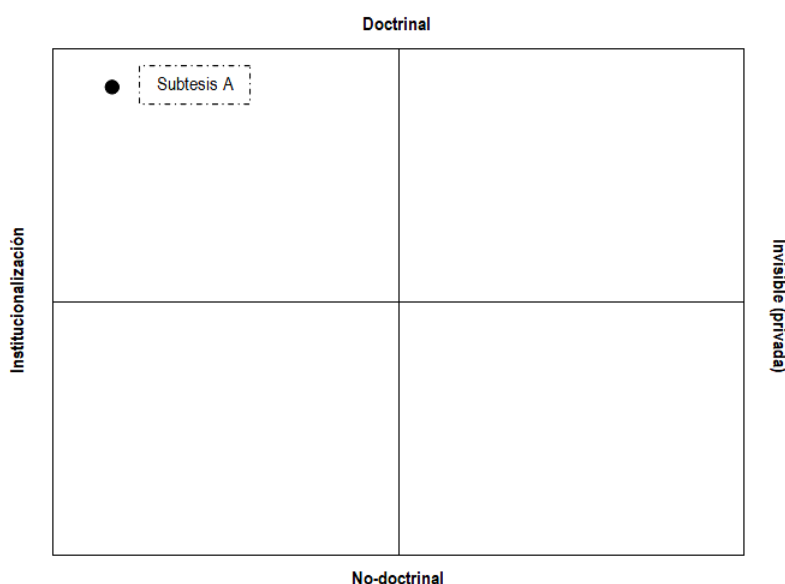 Doctrinal
Subtesis A
Institucionalización
Invisible (privada)
No-doctrinal